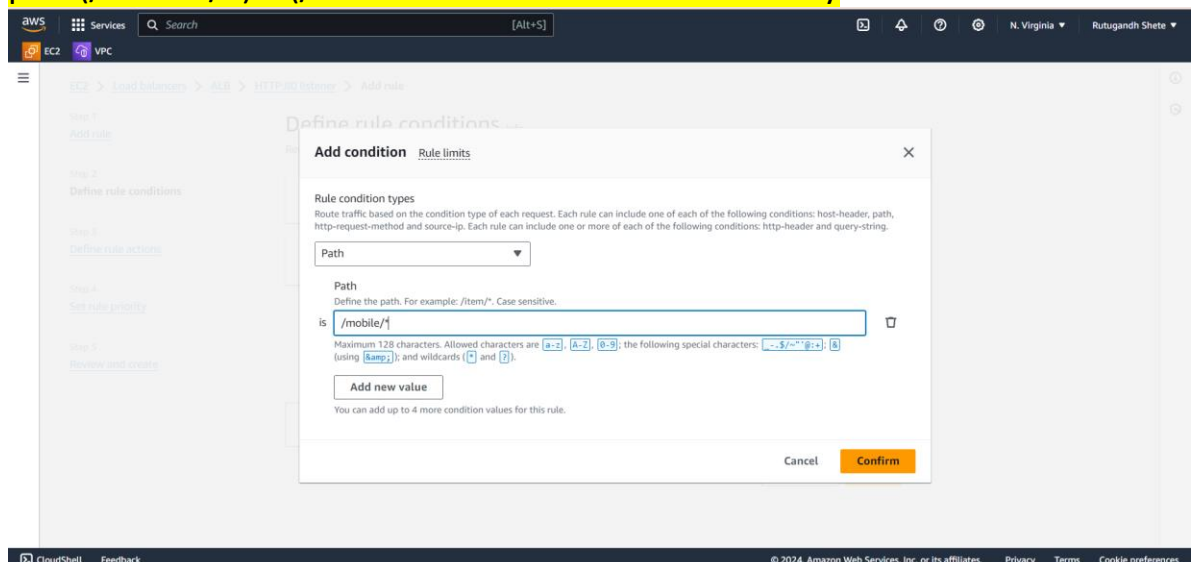 aws Services Search [Alt+S] N. Virginia ▼ Rutugandh Shete ▼
EC2 VPC
EC2 > Load balancers > ALB > HTTP:80 listener > Add rule
Step 1
Add rule
Define rule conditions
Step 2
Define rule conditions
Step 3
Define rule actions
Step 4
Set rule priority
Step 5
Review and create
Add condition Rule limits
Rule condition types
Route traffic based on the condition type of each request. Each rule can include one of each of the following conditions: host-header, path,
http-request-method and source-ip. Each rule can include one or more of each of the following conditions: http-header and query-string.
Path
Path
Define the path. For example: /item/*. Case sensitive.
is /mobile/*
Maximum 128 characters. Allowed characters are a-z, A-Z, 0-9; the following special characters: _-.$/~"'@:+; &
(using &amp;); and wildcards (* and ?).
Add new value
You can add up to 4 more condition values for this rule.
Cancel Confirm
CloudShell Feedback © 2024, Amazon Web Services, Inc. or its affiliates. Privacy Terms Cookie preferences